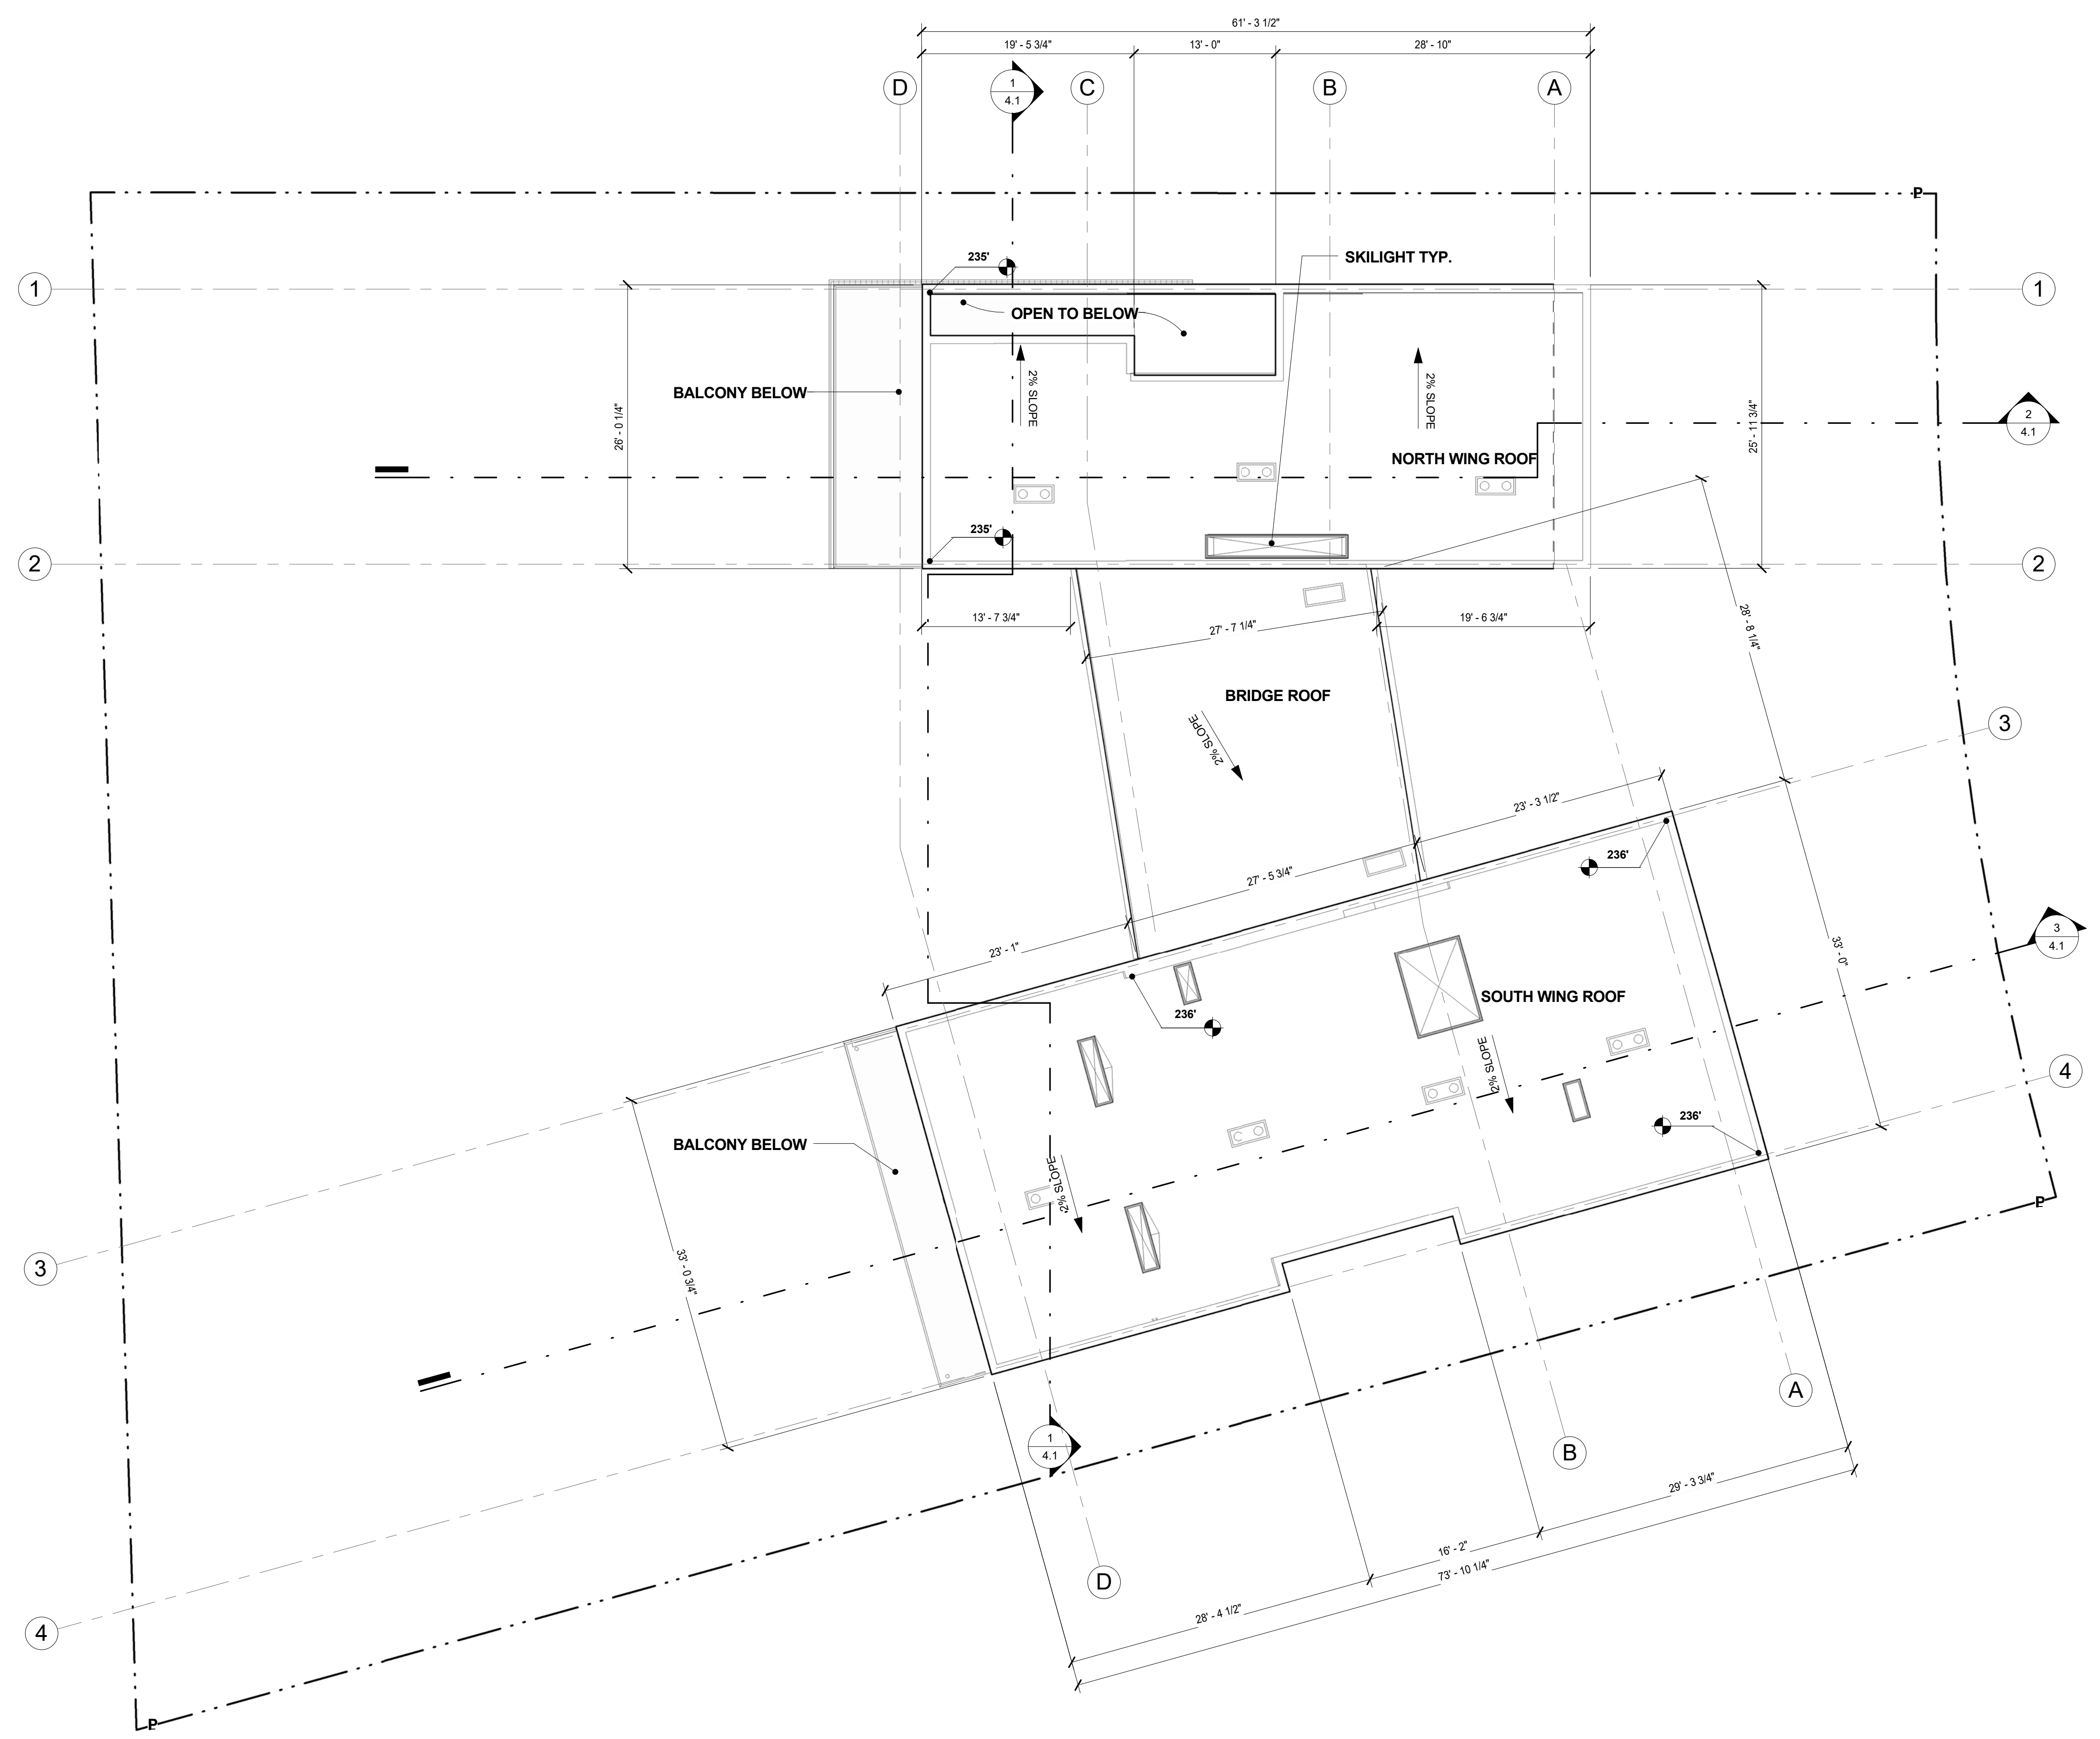 61' - 3 1/2"
19' - 5 3/4"
13' - 0"
28' - 10"
D
1
4.1
C
B
A
P
235'
SKILIGHT TYP.
1
1
OPEN TO BELOW
BALCONY BELOW
2% SLOPE
2% SLOPE
26' - 0 1/4"
25' - 11 3/4"
2
4.1
NORTH WING ROOF
235'
2
2
13' - 7 3/4"
27' - 7 1/4"
19' - 6 3/4"
28' - 8 1/4"
BRIDGE ROOF
3
2% SLOPE
23' - 3 1/2"
236'
27' - 5 3/4"
23' - 1"
33' - 0"
3
4.1
SOUTH WING ROOF
236'
2% SLOPE
4
236'
BALCONY BELOW
2% SLOPE
P
3
33' - 0 3/4"
A
1
4.1
B
29' - 3 3/4"
16' - 2"
73' - 10 1/4"
D
28' - 4 1/2"
4
P